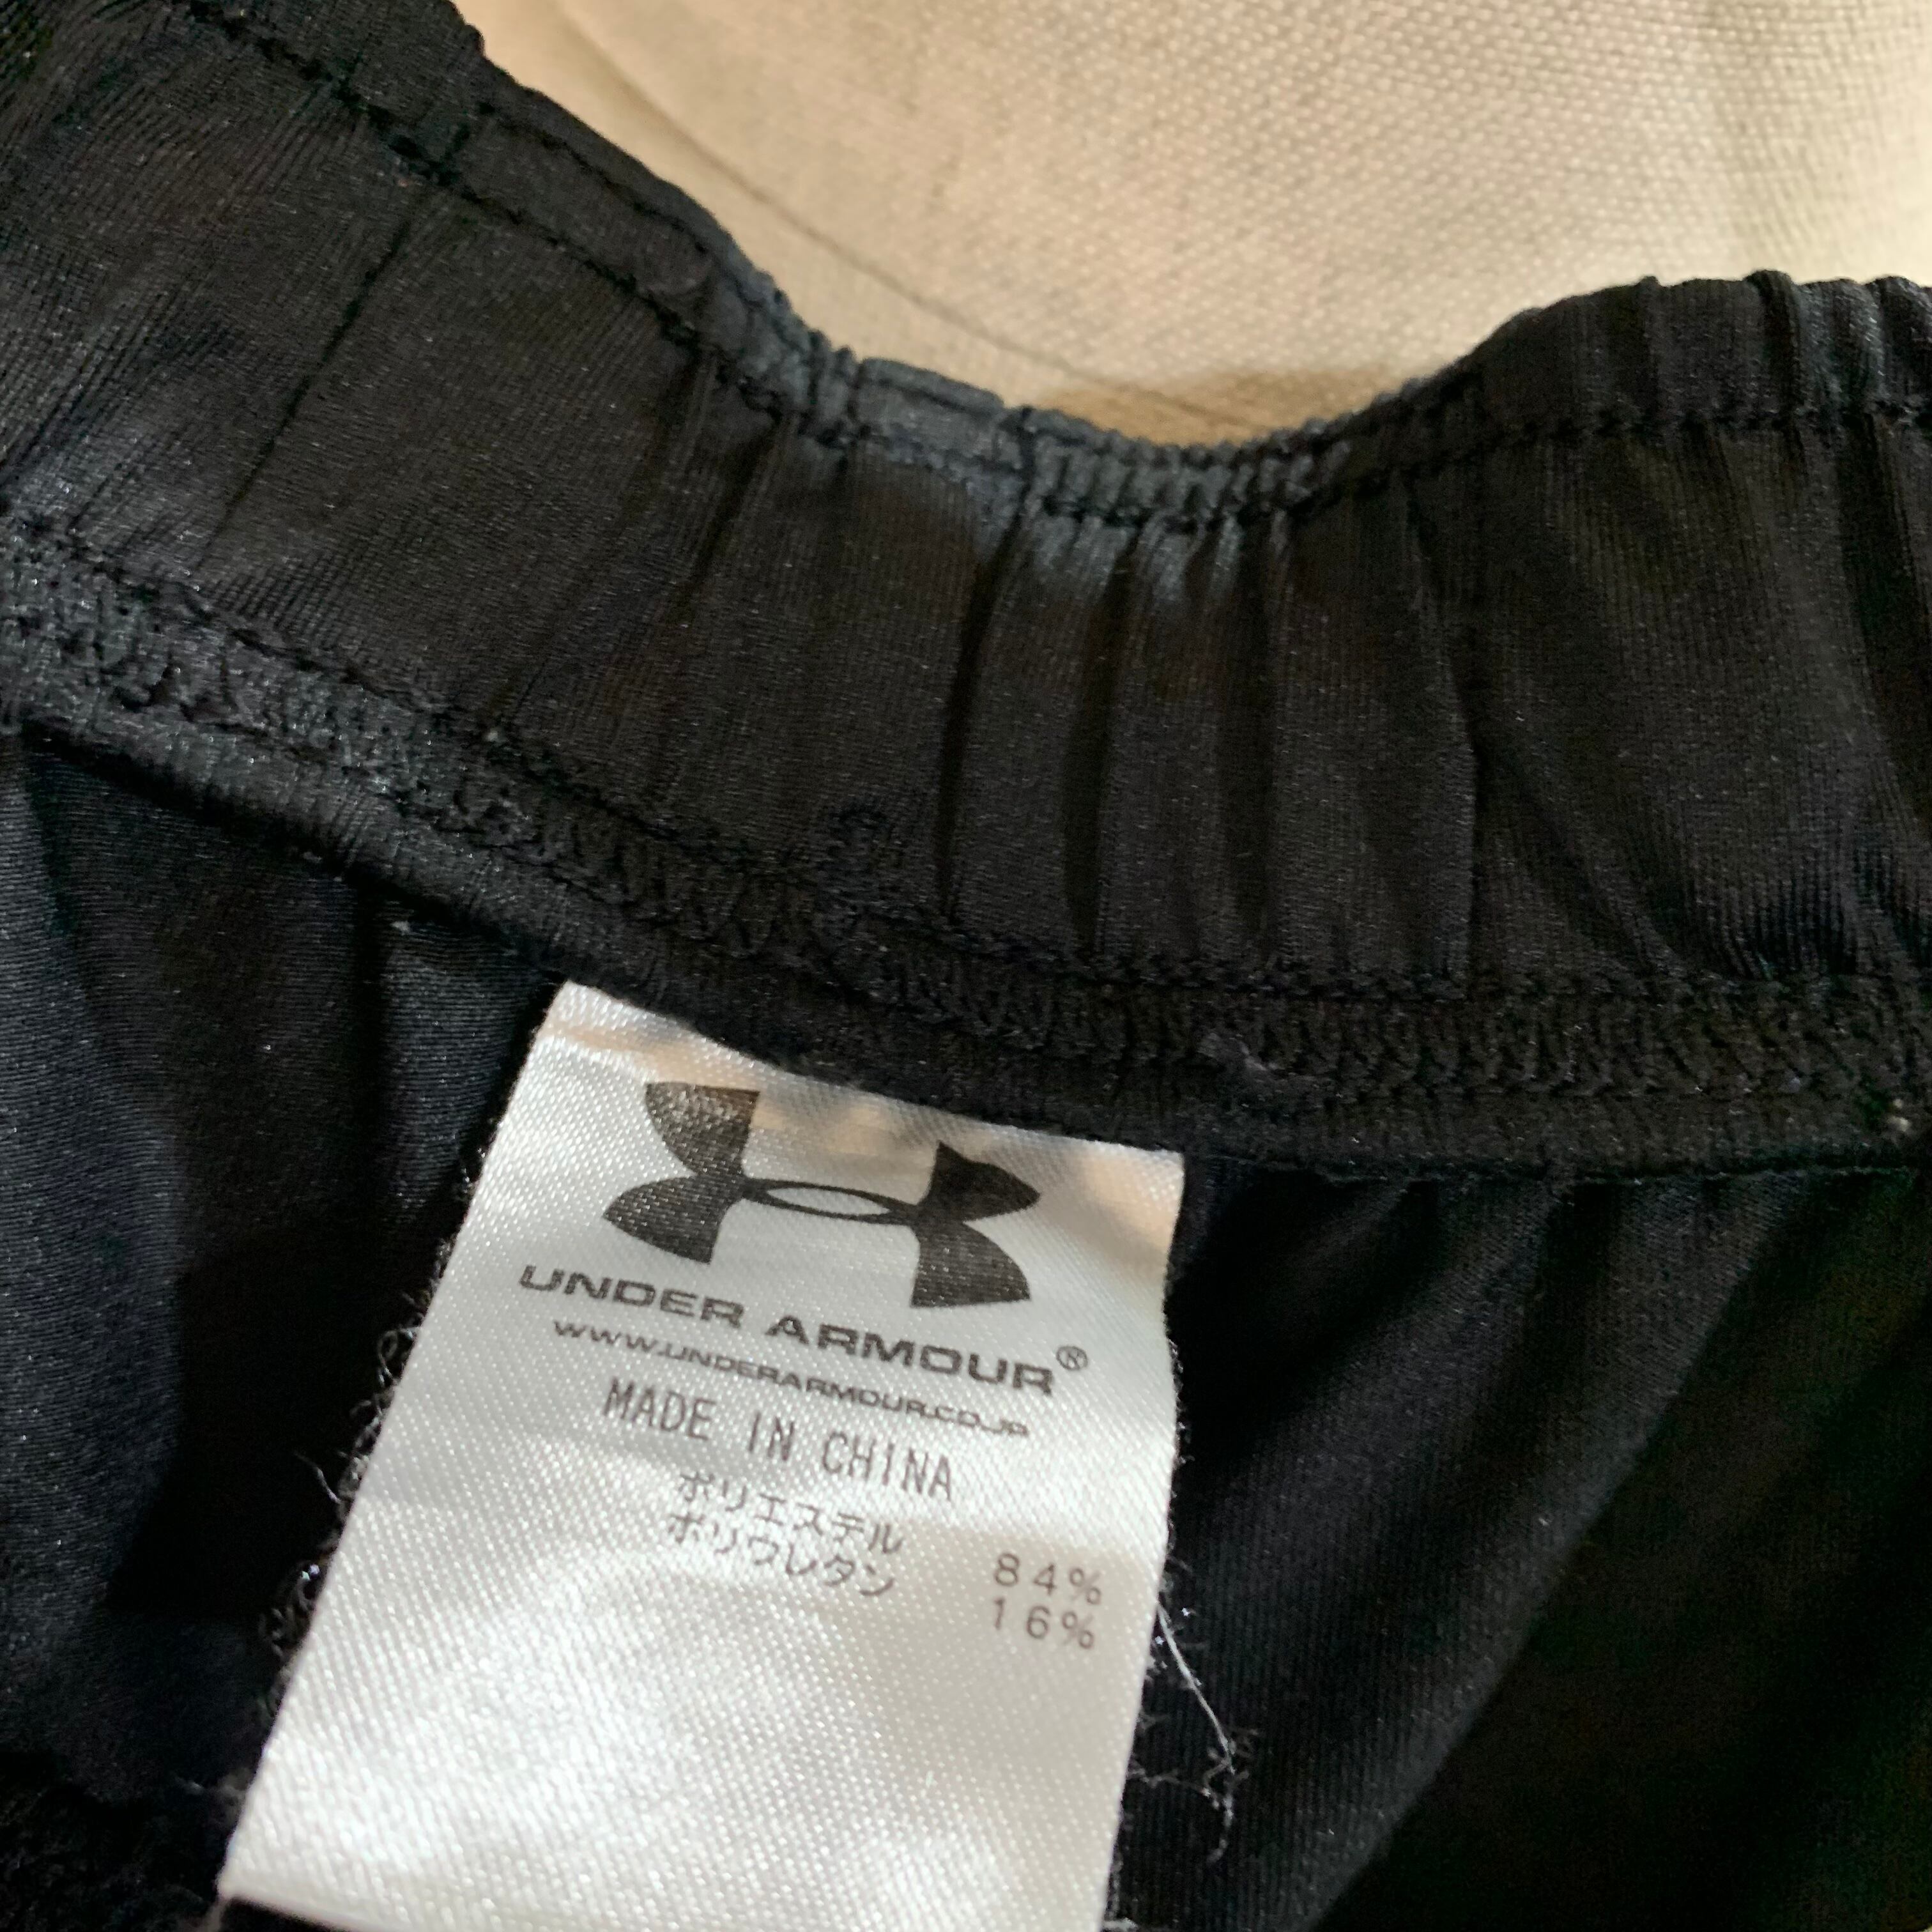 UNDER ARMOUR®
WWW.UNDERARMOUR.CO.JP
MADE IN CHINA
ポリエステル 84%
ポリウレタン 16%